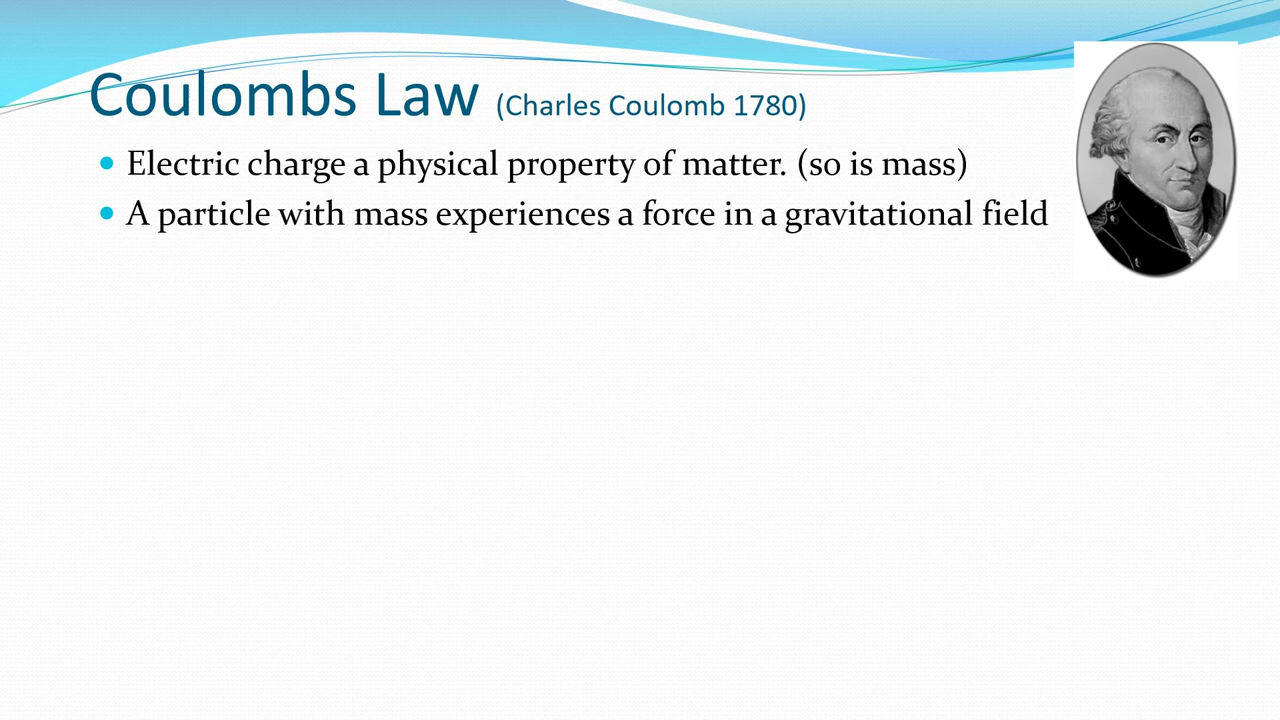 Coulombs Law (Charles Coulomb 1780)
• Electric charge a physical property of matter. (so is mass)
• A particle with mass experiences a force in a gravitational field